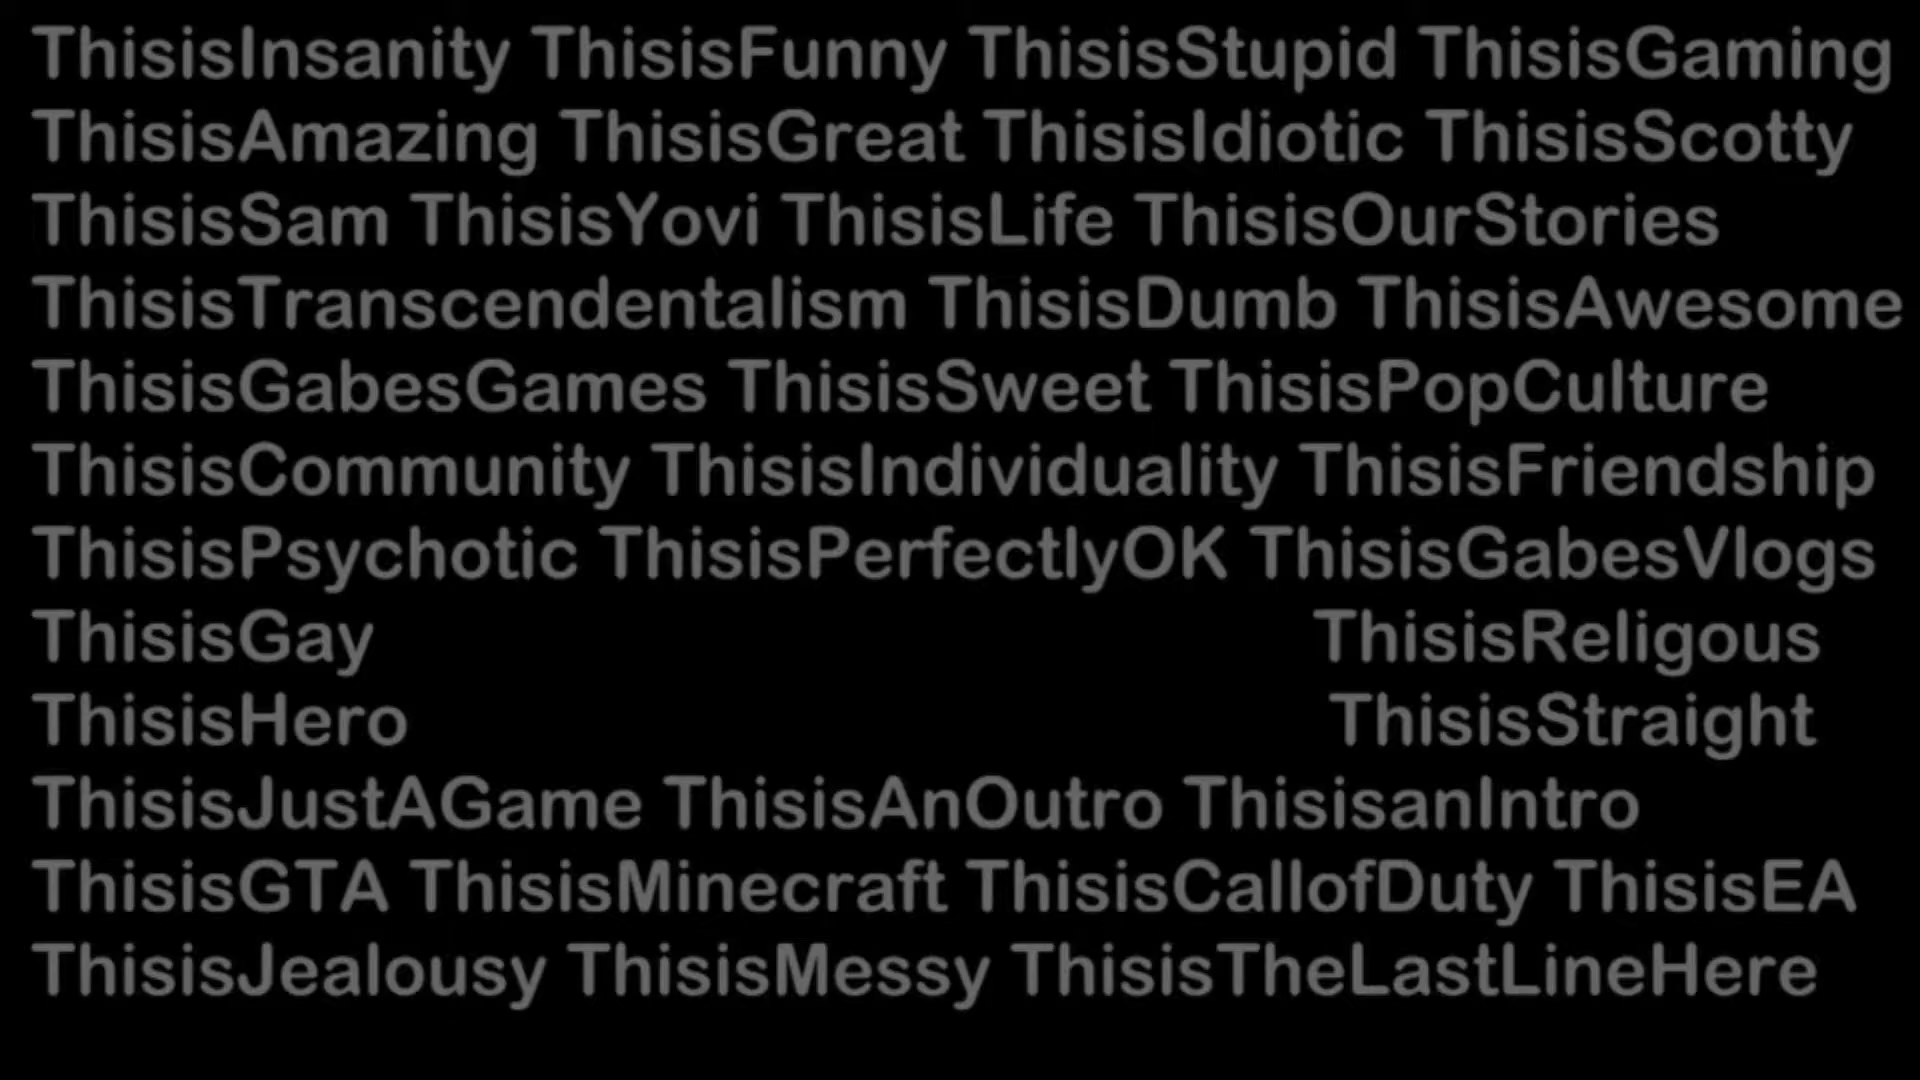 ThisisInsanity ThisisFunny ThisisStupid ThisisGaming
ThisisAmazing ThisisGreat ThisisIdiotic ThisisScotty
ThisisSam ThisisYovi ThisisLife ThisisOurStories
ThisisTranscendentalism ThisisDumb ThisisAwesome
ThisisGabesGames ThisisSweet ThisisPopCulture
ThisisCommunity ThisisIndividuality ThisisFriendship
ThisisPsychotic ThisisPerfectlyOK ThisisGabesVlogs
ThisisGay ThisisReligous
ThisisHero ThisisStraight
ThisisJustAGame ThisisAnOutro ThisisanIntro
ThisisGTA ThisisMinecraft ThisisCallofDuty ThisisEA
ThisisJealousy ThisisMessy ThisisTheLastLineHere